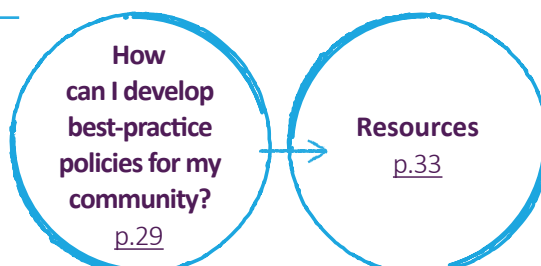 How
can I develop
best-practice
policies for my
community?
p.29
Resources
p.33